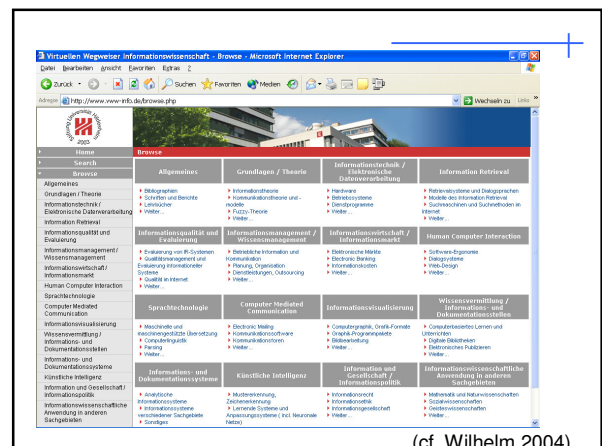 Virtuellen Wegweiser Informationswissenschaft - Browse - Microsoft Internet Explorer
Datei Bearbeiten Ansicht Favoriten Extras ?
Zurück Suchen Favoriten Medien
Adresse http://www.vww-info.de/browse.php Wechseln zu Links »
Stiftung Universität Hildesheim
2003
Home
Search
Browse
Allgemeines
Grundlagen / Theorie
Informationstechnik /
Elektronische Datenverarbeitung
Information Retrieval
Informationsqualität und
Evaluierung
Informationsmanagement /
Wissensmanagement
Informationswirtschaft /
Informationsmarkt
Human Computer Interaction
Sprachtechnologie
Computer Mediated
Communication
Informationsvisualisierung
Wissensvermittlung /
Informations- und
Dokumentationsstellen
Informations- und
Dokumentationssysteme
Künstliche Intelligenz
Information und Gesellschaft /
Informationspolitik
Informationswissenschaftliche
Anwendung in anderen
Sachgebieten
Browse
Allgemeines
Bibliographien
Schriften und Berichte
Lehrbücher
Weiter...
Grundlagen / Theorie
Informationstheorie
Kommunikationstheorie und -
modelle
Fuzzy-Theorie
Weiter...
Informationstechnik /
Elektronische
Datenverarbeitung
Hardware
Betriebssysteme
Dienstprogramme
Weiter...
Information Retrieval
Retrievalsysteme und Dialogsprachen
Modelle des Information Retrieval
Suchmaschinen und Suchmethoden im
Internet
Weiter...
Informationsqualität und
Evaluierung
Evaluierung von IR-Systemen
Qualitätsmanagement und
Evaluierung informationeller
Systeme
Qualität im Internet
Weiter...
Informationsmanagement /
Wissensmanagement
Betriebliche Information und
Kommunikation
Planung, Organisation
Dienstleistungen, Outsourcing
Weiter...
Informationswirtschaft /
Informationsmarkt
Elektronische Märkte
Electronic Banking
Informationskosten
Weiter...
Human Computer Interaction
Software-Ergonomie
Dialogsysteme
Web-Design
Weiter...
Sprachtechnologie
Maschinelle und
maschinengestützte Übersetzung
Computerlinguistik
Parsing
Weiter...
Computer Mediated
Communication
Electronic Mailing
Kommunikationssoftware
Kommunikationsforen
Weiter...
Informationsvisualisierung
Computergraphik, Grafik-Formate
Graphik-Programmpakete
Bildbearbeitung
Weiter...
Wissensvermittlung /
Informations- und
Dokumentationsstellen
Computerbasiertes Lernen und
Unterrichten
Digitale Bibliotheken
Elektronisches Publizieren
Weiter...
Informations- und
Dokumentationssysteme
Analytische
Informationssysteme
Informationssysteme
verschiedener Sachgebiete
Sonstiges
Künstliche Intelligenz
Mustererkennung,
Zeichenerkennung
Lernende Systeme und
Anpassungssysteme ( incl. Neuronale
Netze)
Information und
Gesellschaft /
Informationspolitik
Informationsrecht
Informationsethik
Informationsgesellschaft
Weiter...
Informationswissenschaftliche
Anwendung in anderen
Sachgebieten
Mathematik und Naturwissenschaften
Sozialwissenschaften
Geisteswissenschaften
Weiter...
(cf. Wilhelm 2004)